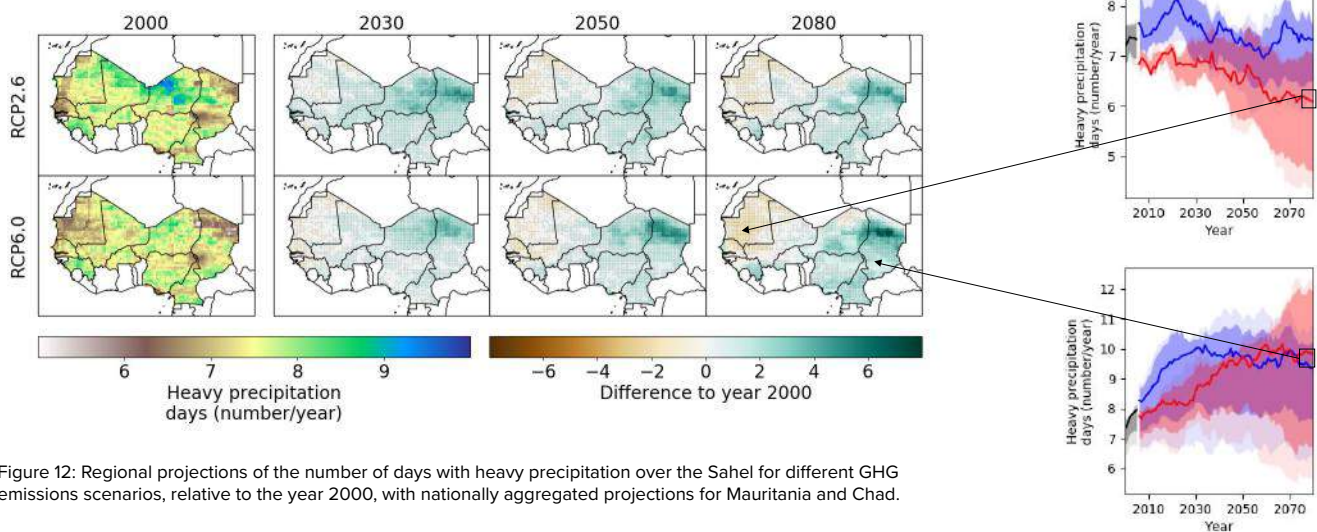 2000 2030 2050 2080
RCP2.6
RCP6.0
6 7 8 9
Heavy precipitation
days (number/year)
−6 −4 −2 0 2 4 6
Difference to year 2000
8
7
6
5
Heavy precipitation
days (number/year)
2010 2030 2050 2070
Year
12
11
10
9
8
7
6
Heavy precipitation
days (number/year)
2010 2030 2050 2070
Year
Figure 12: Regional projections of the number of days with heavy precipitation over the Sahel for different GHG
emissions scenarios, relative to the year 2000, with nationally aggregated projections for Mauritania and Chad.